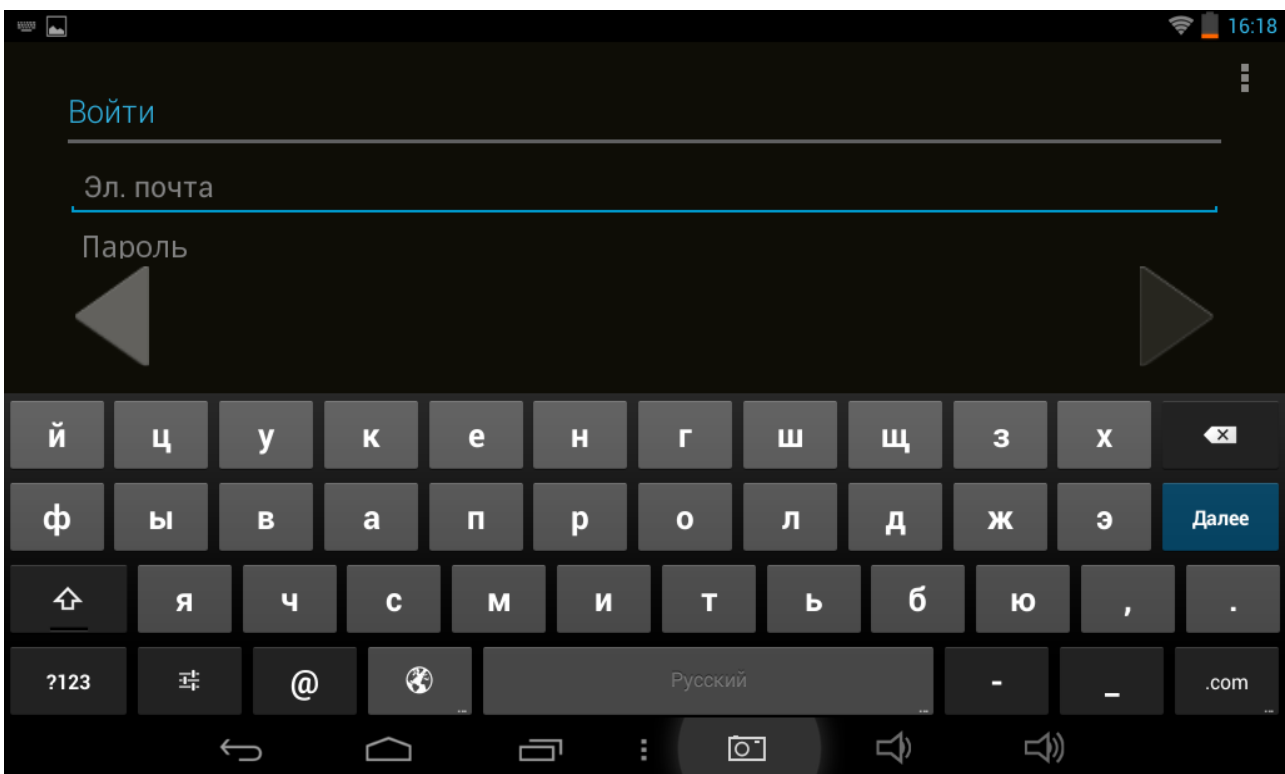 16:18
Войти
Эл. почта
Пароль
й ц у к е н г ш щ з х
ф ы в а п р о л д ж э Далее
я ч с м и т ь б ю , .
?123 @ Русский - _ .com